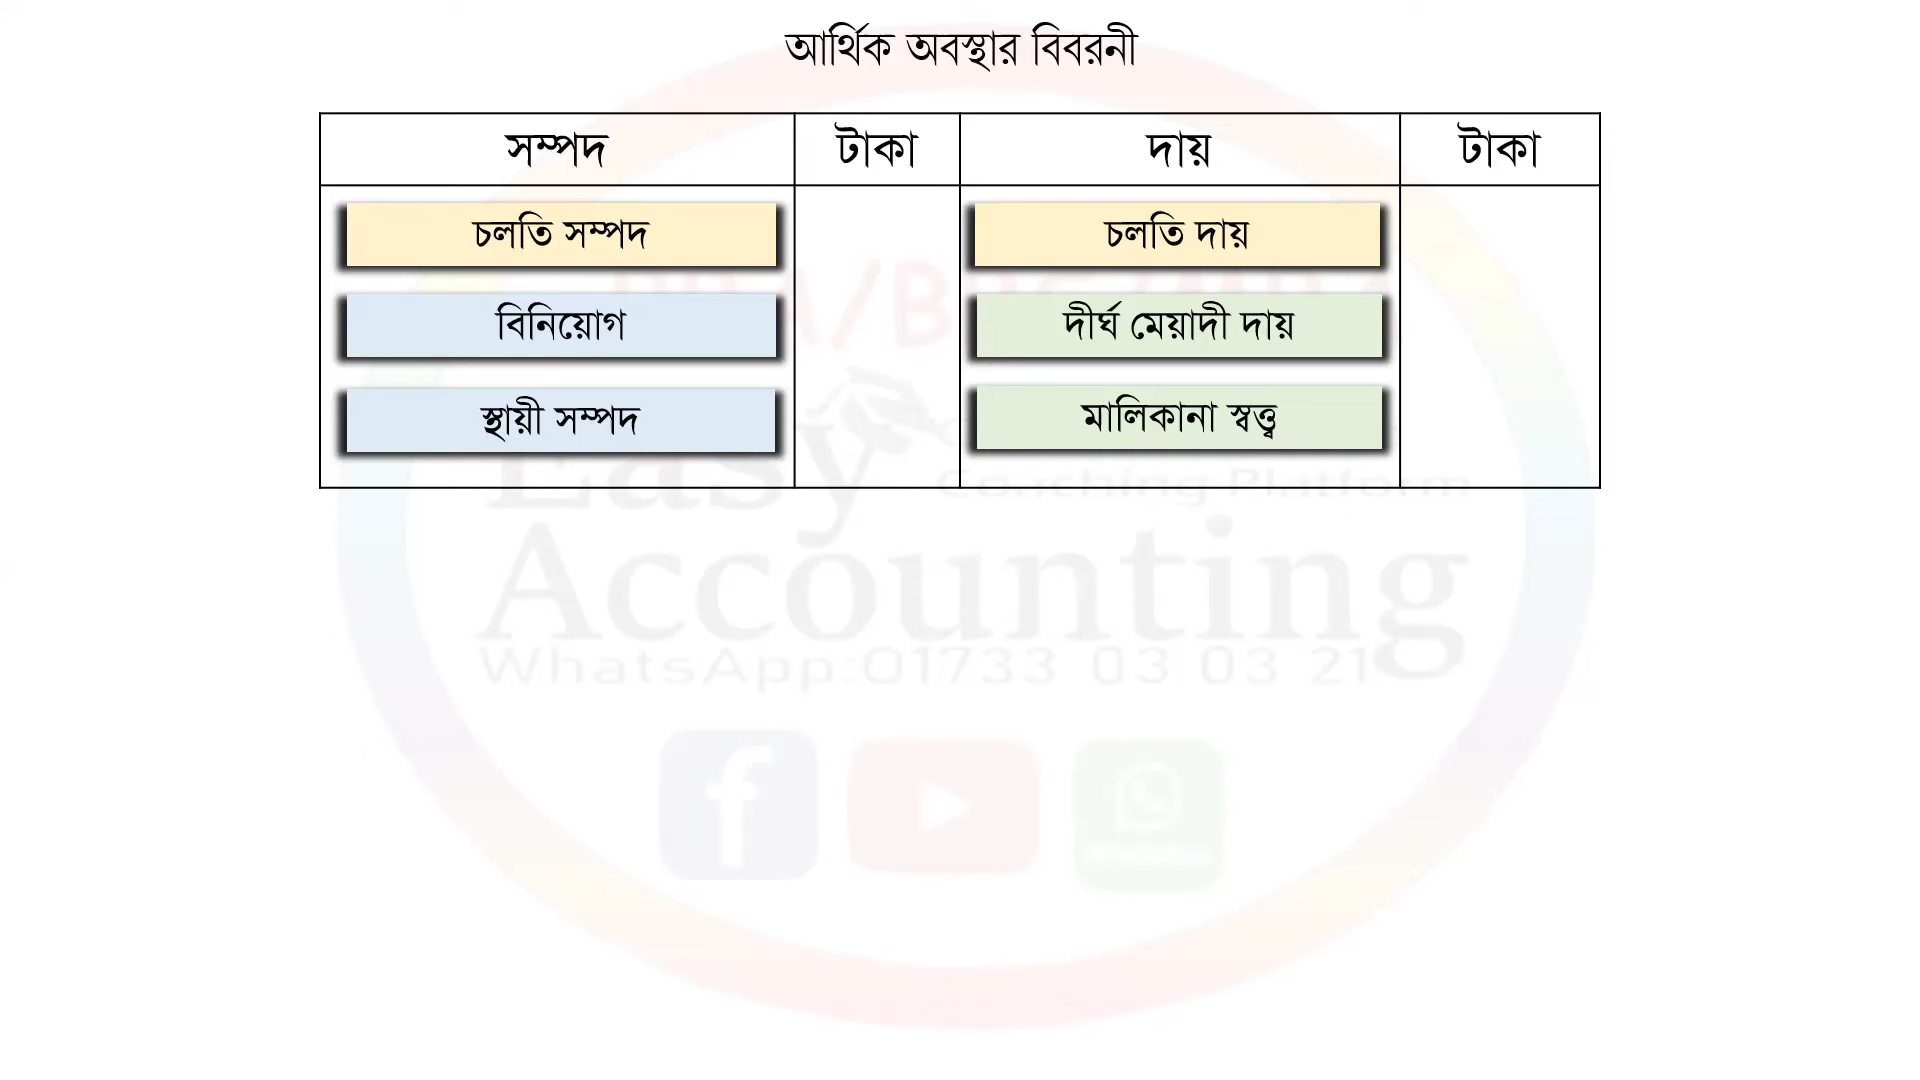 আর্থিক অবস্থার বিবরনী
সম্পদ টাকা দায় টাকা
চলতি সম্পদ চলতি দায়
বিনিয়োগ দীর্ঘ মেয়াদী দায়
স্থায়ী সম্পদ মালিকানা স্বত্ত্ব
Easy
Coaching Platform
Accounting
WhatsApp:01733 03 03 21